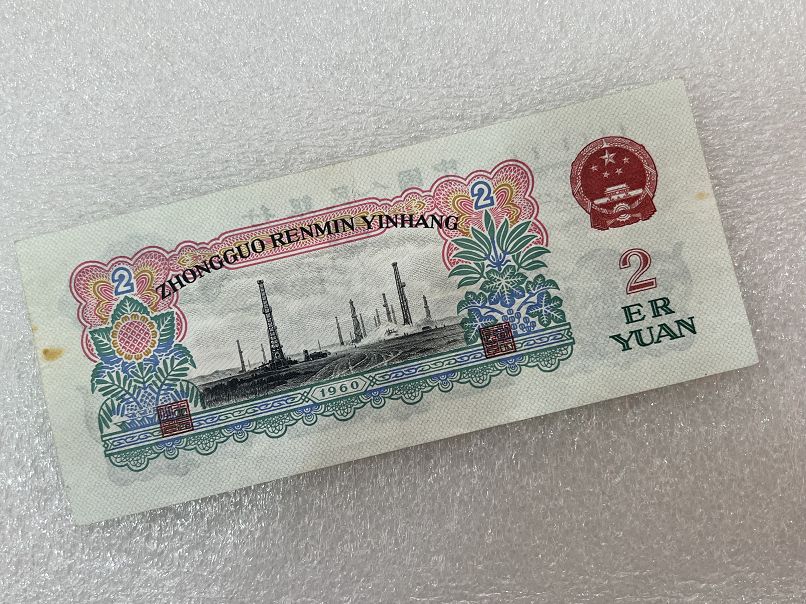 2
ZHONGGUO RENMIN YINHANG
2
1960
2
ER
YUAN